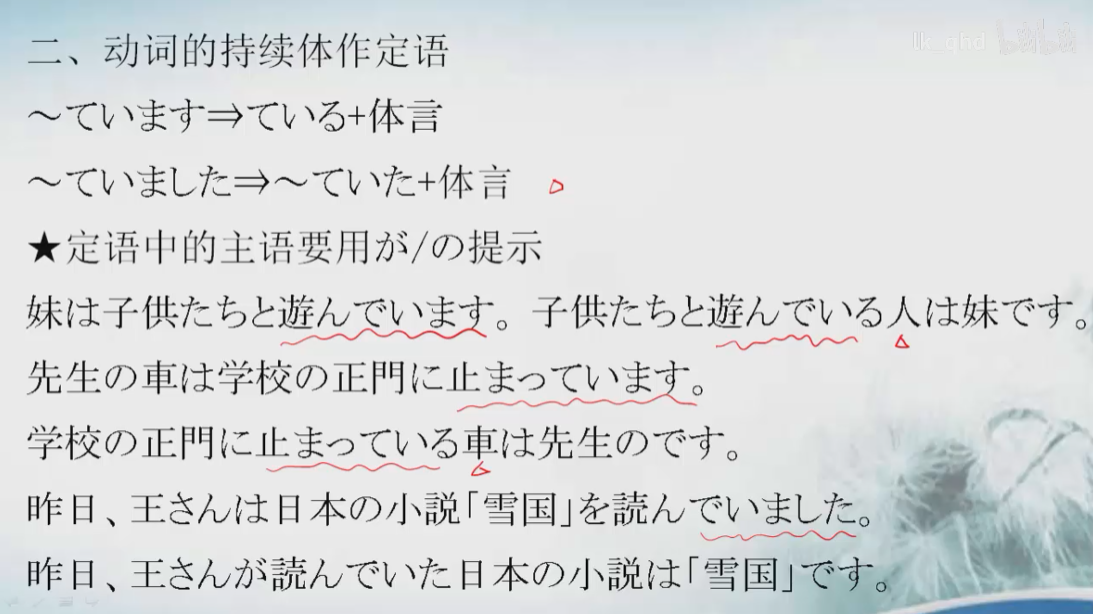 lk_ghd bilibili
二、动词的持续体作定语
～ています⇒ている+体言
～ていました⇒～ていた+体言
★定语中的主语要用が/の提示
妹は子供たちと遊んでいます。子供たちと遊んでいる人は妹です。
先生の車は学校の正門に止まっています。
学校の正門に止まっている車は先生のです。
昨日、王さんは日本の小説｢雪国｣を読んでいました。
昨日、王さんが読んでいた日本の小説は｢雪国｣です。